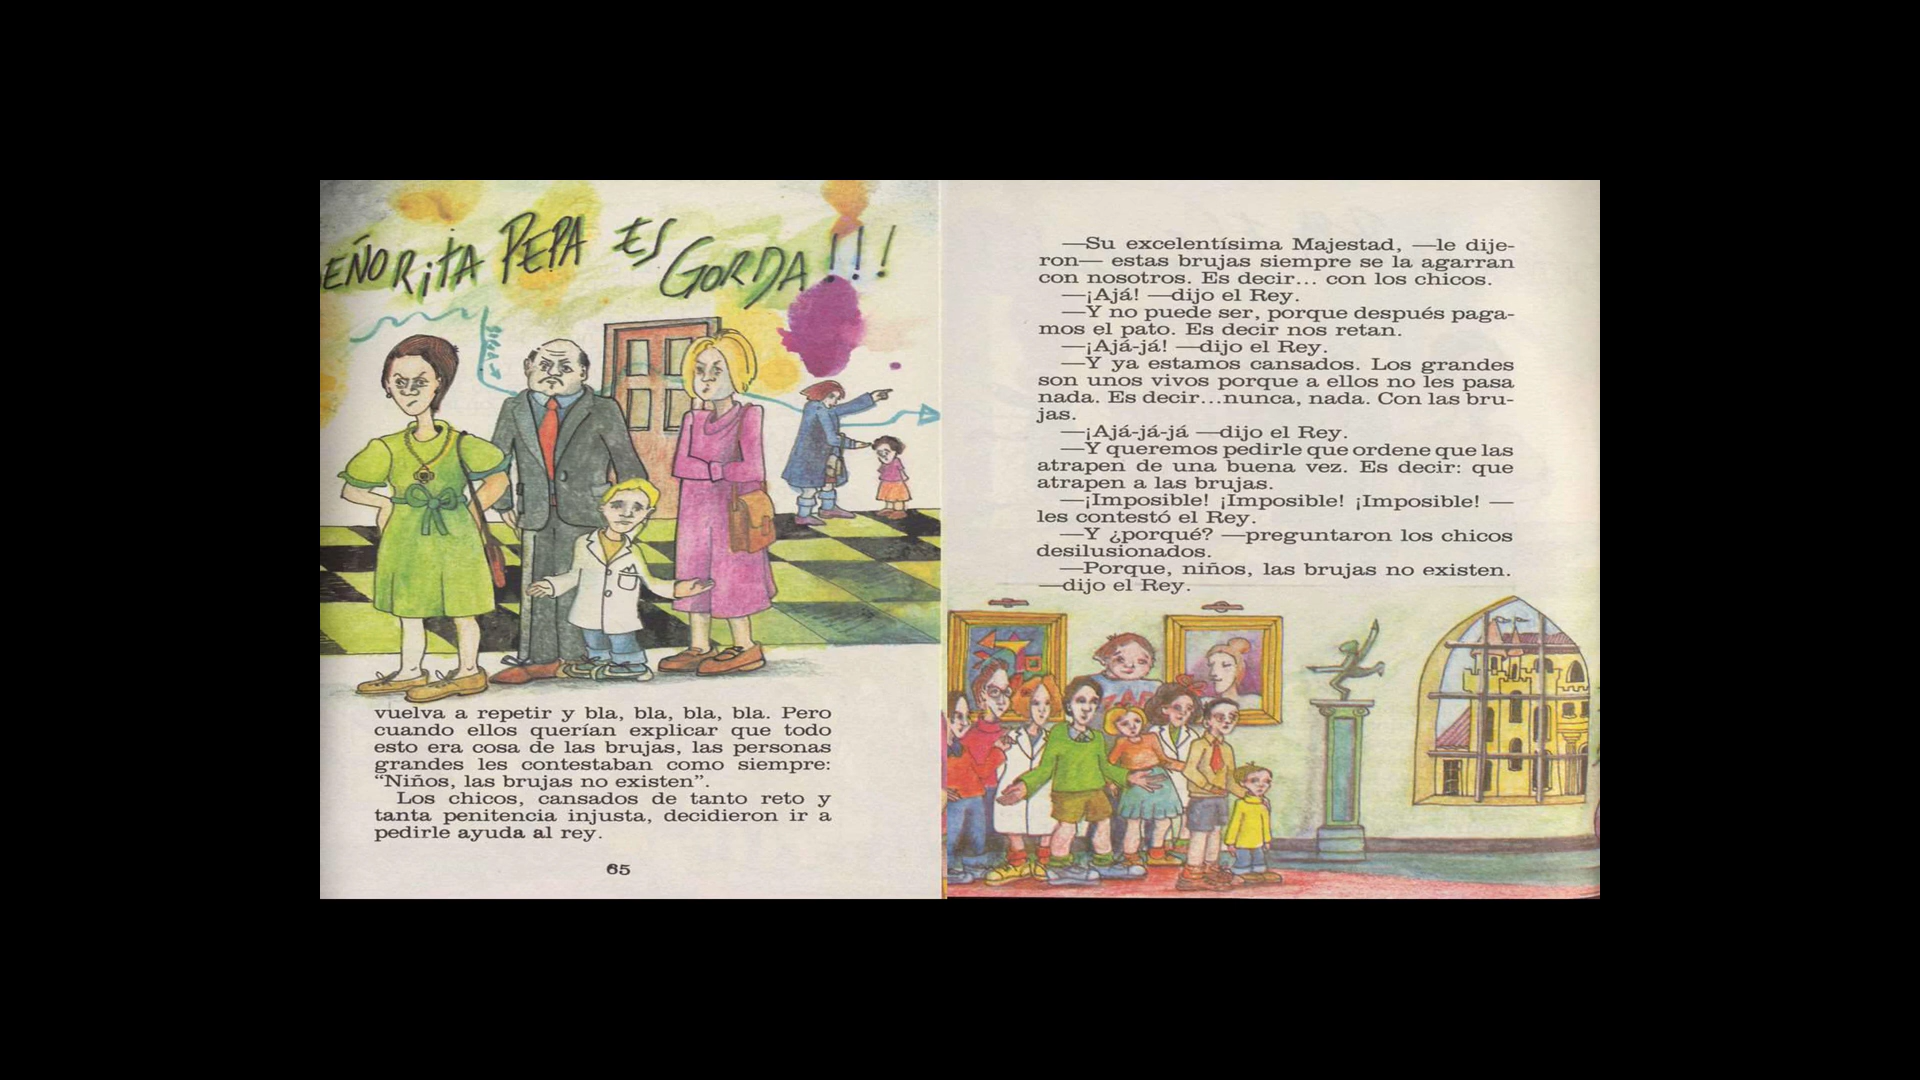 EÑORITA PEPA ES GORDA!!!
vuelva a repetir y bla, bla, bla, bla. Pero
cuando ellos querían explicar que todo
esto era cosa de las brujas, las personas
grandes les contestaban como siempre:
“Niños, las brujas no existen”.
Los chicos, cansados de tanto reto y
tanta penitencia injusta, decidieron ir a
pedirle ayuda al rey.
65
—Su excelentísima Majestad, —le dije-
ron— estas brujas siempre se la agarran
con nosotros. Es decir... con los chicos.
—¡Ajá! —dijo el Rey.
—Y no puede ser, porque después paga-
mos el pato. Es decir nos retan.
—¡Ajá-já! —dijo el Rey.
—Y ya estamos cansados. Los grandes
son unos vivos porque a ellos no les pasa
nada. Es decir...nunca, nada. Con las bru-
jas.
—¡Ajá-já-já —dijo el Rey.
—Y queremos pedirle que ordene que las
atrapen de una buena vez. Es decir: que
atrapen a las brujas.
—¡Imposible! ¡Imposible! ¡Imposible! —
les contestó el Rey.
—Y ¿porqué? —preguntaron los chicos
desilusionados.
—Porque, niños, las brujas no existen.
—dijo el Rey.